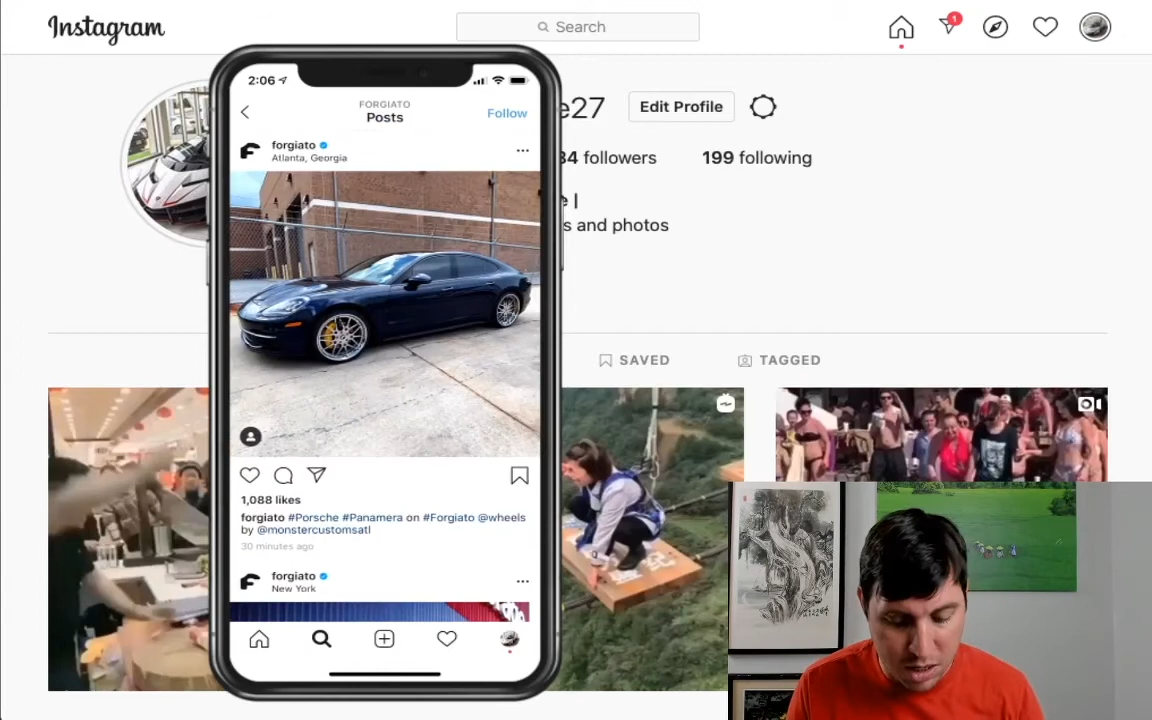 Instagram
Search
1
e27
Edit Profile
34 followers
199 following
e |
s and photos
SAVED
TAGGED
2:06
FORGIATO
Posts
Follow
forgiato
Atlanta, Georgia
1,088 likes
forgiato #Porsche #Panamera on #Forgiato @wheels
by @monstercustomsatl
30 minutes ago
forgiato
New York